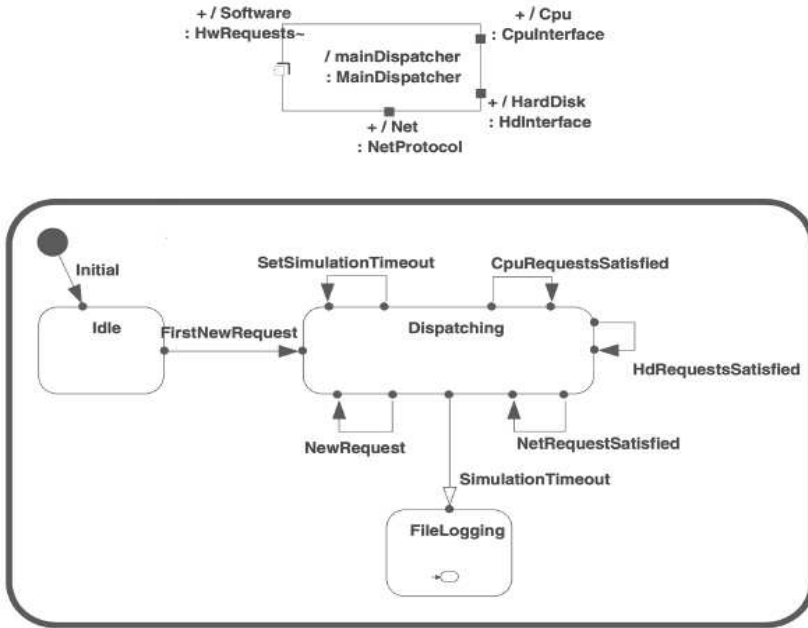 + / Software
: HwRequests~
+ / Cpu
: CpuInterface
/ mainDispatcher
: MainDispatcher
+ / HardDisk
: HdInterface
+ / Net
: NetProtocol
Initial
SetSimulationTimeout
CpuRequestsSatisfied
Idle
FirstNewRequest
Dispatching
HdRequestsSatisfied
NewRequest
NetRequestSatisfied
SimulationTimeout
FileLogging